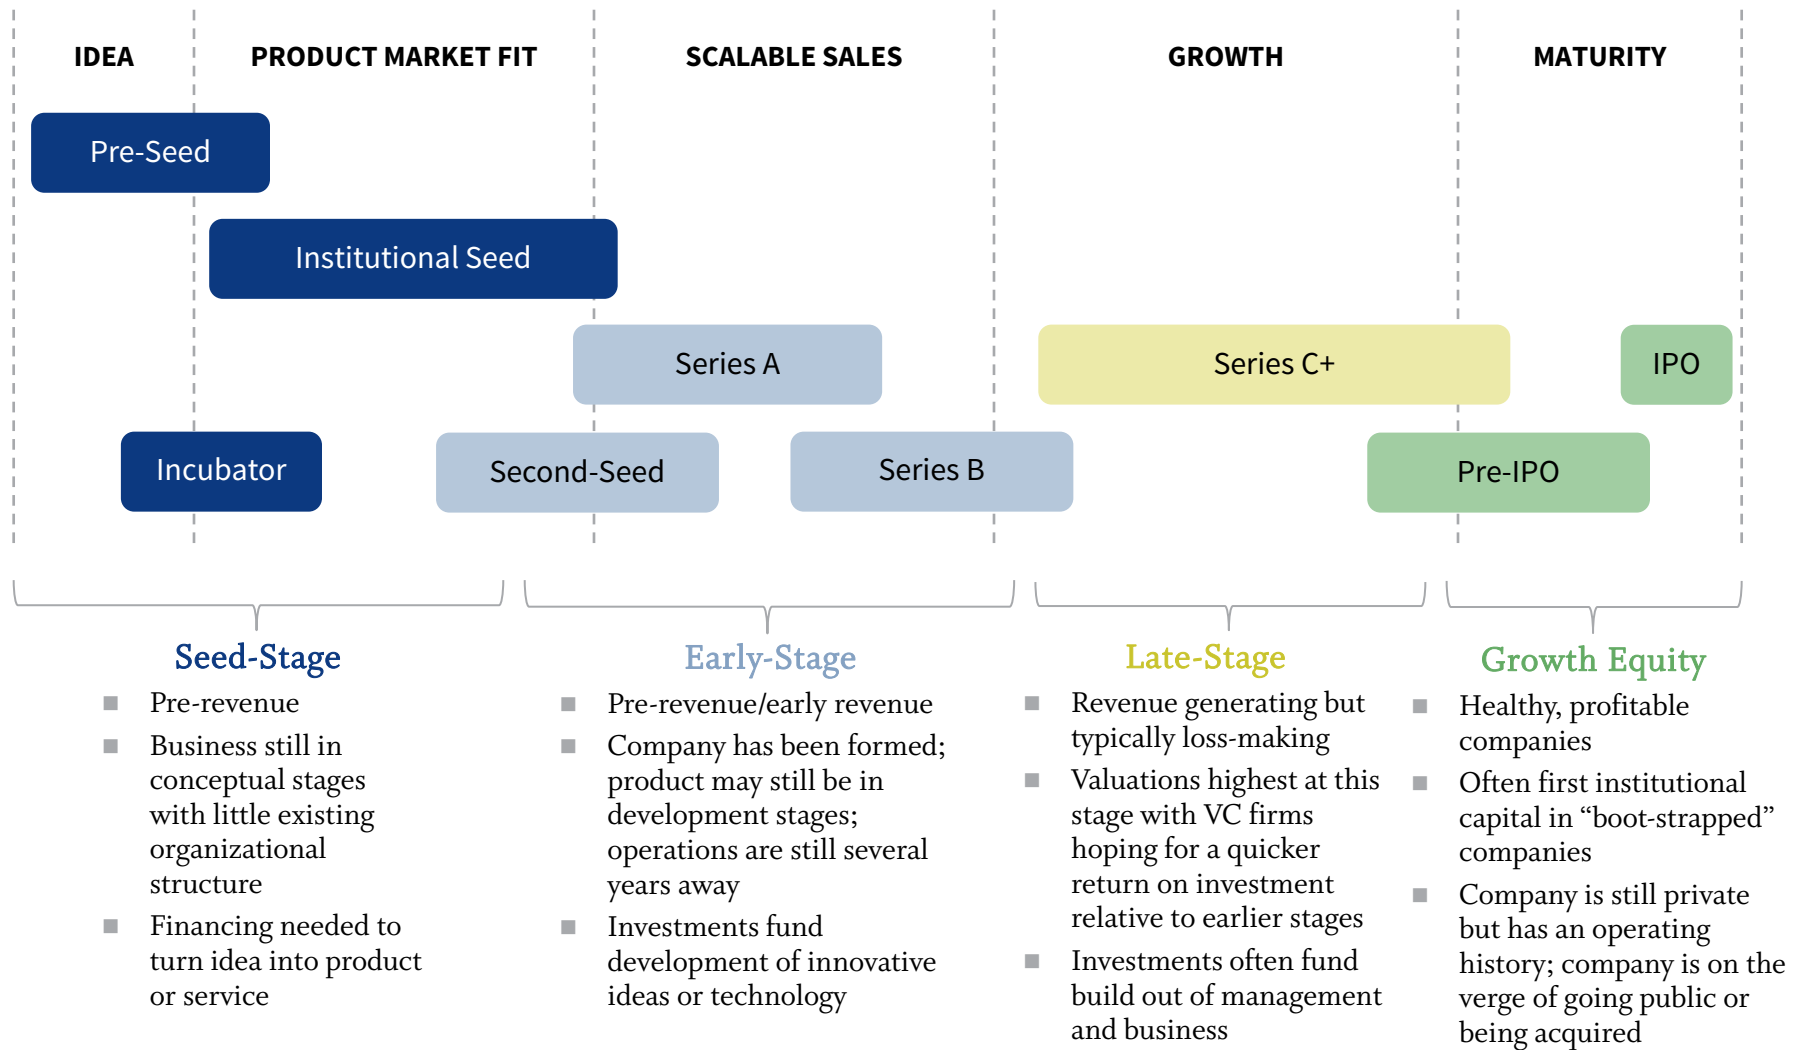 IDEA
PRODUCT MARKET FIT
SCALABLE SALES
GROWTH
MATURITY
Pre-Seed
Institutional Seed
Series A
Series C+
IPO
Incubator
Second-Seed
Series B
Pre-IPO
Seed-Stage
Pre-revenue
Business still in
conceptual stages
with little existing
organizational
structure
Financing needed to
turn idea into product
or service
Early-Stage
Pre-revenue/early revenue
Company has been formed;
product may still be in
development stages;
operations are still several
years away
Investments fund
development of innovative
ideas or technology
Late-Stage
Revenue generating but
typically loss-making
Valuations highest at this
stage with VC firms
hoping for a quicker
return on investment
relative to earlier stages
Investments often fund
build out of management
and business
Growth Equity
Healthy, profitable
companies
Often first institutional
capital in “boot-strapped”
companies
Company is still private
but has an operating
history; company is on the
verge of going public or
being acquired